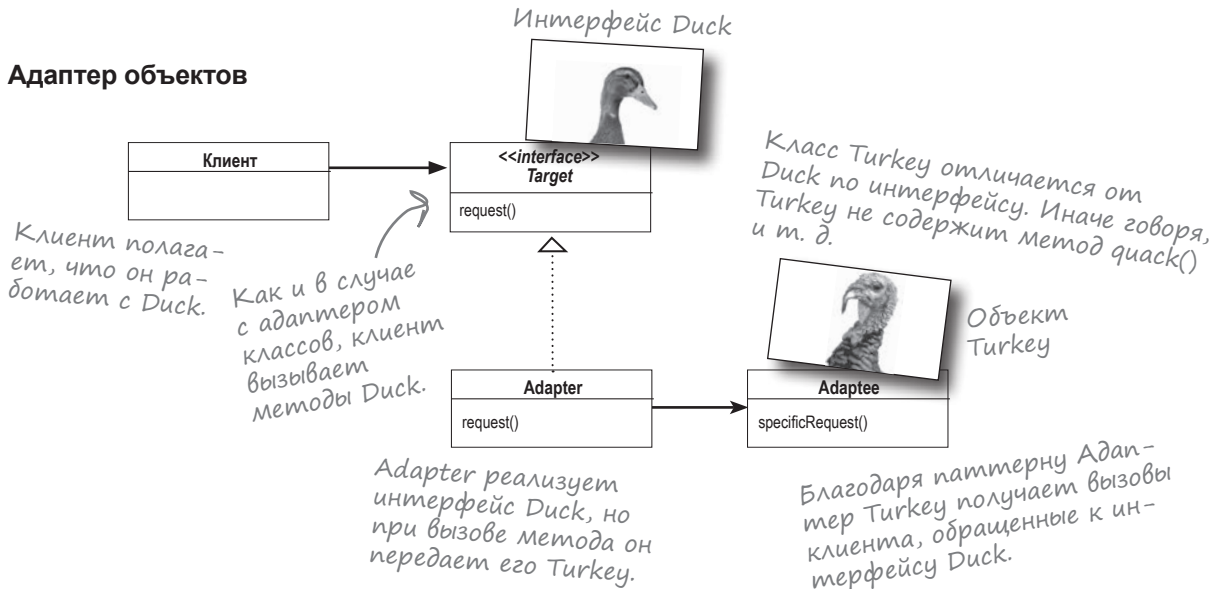 Интерфейс Duck
Адаптер объектов
Клиент
<<interface>>
Target
request()
Класс Turkey отличается от
Duck по интерфейсу. Иначе говоря,
Turkey не содержит метод quack()
и т. д.
Клиент полага-
ет, что он ра-
ботает с Duck.
Как и в случае
с адаптером
классов, клиент
вызывает
методы Duck.
Объект
Turkey
Adapter
request()
Adaptee
specificRequest()
Adapter реализует
интерфейс Duck, но
при вызове метода он
передает его Turkey.
Благодаря паттерну Адап-
тер Turkey получает вызовы
клиента, обращенные к ин-
терфейсу Duck.